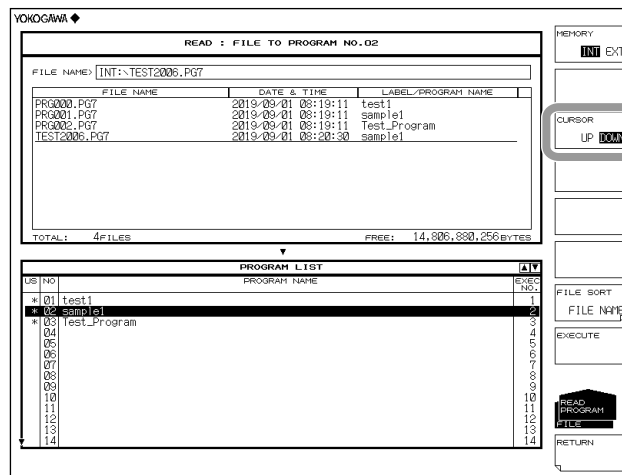 YOKOGAWA
READ : FILE TO PROGRAM NO.02
FILE NAME> INT:\TEST2006.PG7
FILE NAME DATE & TIME LABEL/PROGRAM NAME
PRG000.PG7 2019/09/01 08:19:11 test1
PRG001.PG7 2019/09/01 08:19:11 sample1
PRG002.PG7 2019/09/01 08:19:11 Test_Program
TEST2006.PG7 2019/09/01 08:20:30 sample1
TOTAL: 4FILES FREE: 14,806,880,256BYTES
PROGRAM LIST
US NO PROGRAM NAME EXEC NO.
* 01 test1 1
* 02 sample1 2
* 03 Test_Program 3
04 4
05 5
06 6
07 7
08 8
09 9
10 10
11 11
12 12
13 13
14 14
MEMORY
INT EXT
CURSOR
UP DOWN
FILE SORT
FILE NAME
EXECUTE
READ
PROGRAM
FILE
RETURN